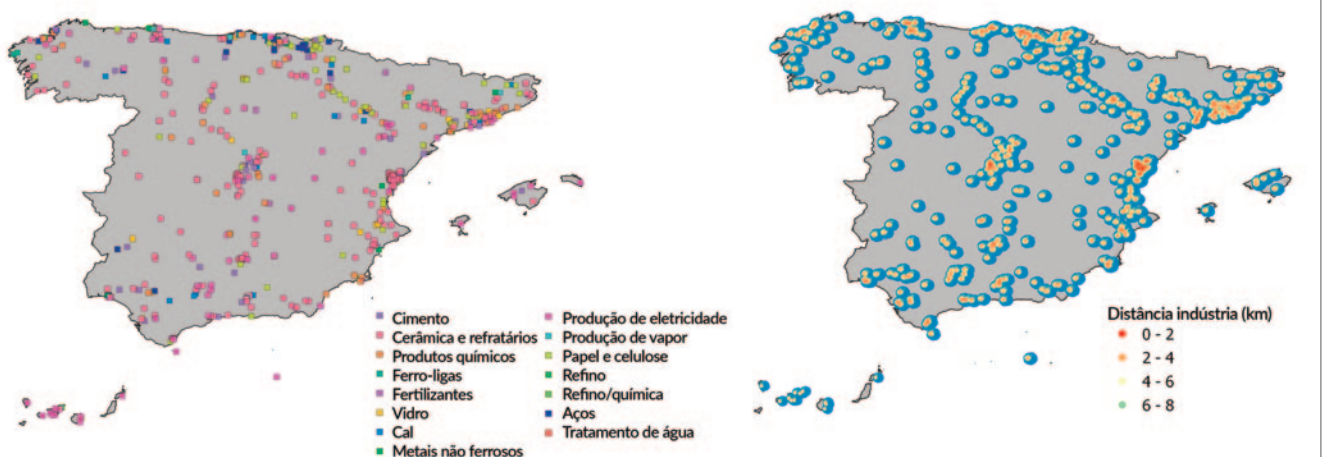 Cimento
Cerâmica e refratários
Produtos químicos
Ferro-ligas
Fertilizantes
Vidro
Cal
Metais não ferrosos
Produção de eletricidade
Produção de vapor
Papel e celulose
Refino
Refino/química
Aços
Tratamento de água
Distância indústria (km)
0 - 2
2 - 4
4 - 6
6 - 8